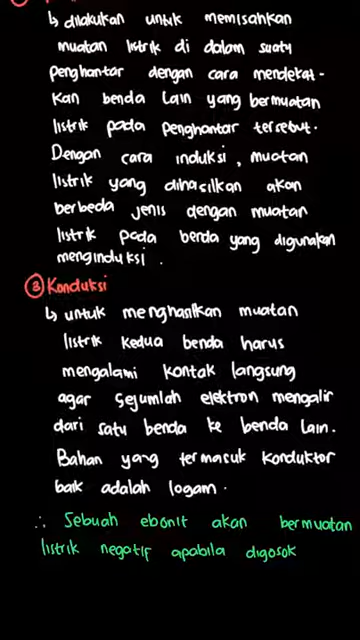 ↳ dilakukan untuk memisahkan
muatan listrik di dalam suatu
penghantar dengan cara mendekat-
kan benda lain yang bermuatan
listrik pada penghantar tersebut.
Dengan cara induksi, muatan
listrik yang dihasilkan akan
berbeda jenis dengan muatan
listrik pada benda yang digunakan
menginduksi.
③ Konduksi
↳ untuk menghasilkan muatan
listrik kedua benda harus
mengalami kontak langsung
agar sejumlah elektron mengalir
dari satu benda ke benda lain.
Bahan yang termasuk konduktor
baik adalah logam.
∴ Sebuah ebonit akan bermuatan
listrik negatif apabila digosok